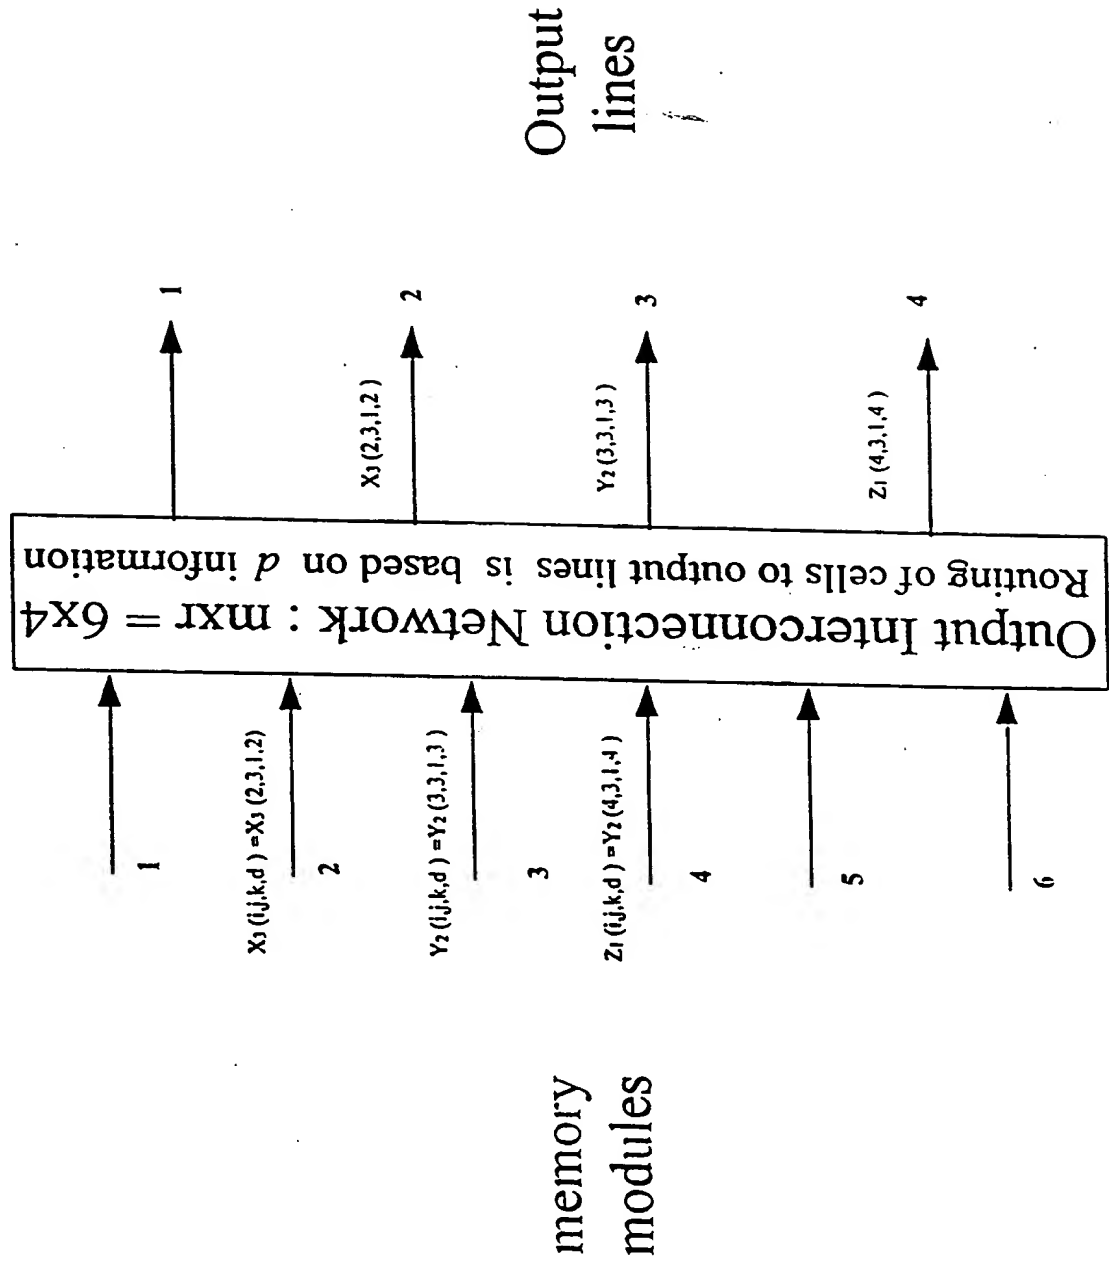 memory
modules
1
X3 (i,j,k,d ) =X3 (2,3,1,2)
2
Y2 (i,j,k,d ) =Y2 (3,3,1,3 )
3
Z1 (i,j,k,d ) =Y2 (4,3,1,4 )
4
5
6
Output Interconnection Network : mxr = 6x4
Routing of cells to output lines is based on d information
1
X3 (2,3,1,2 )
2
Y2 (3,3,1,3 )
3
Z1 (4,3,1,4 )
4
Output
lines